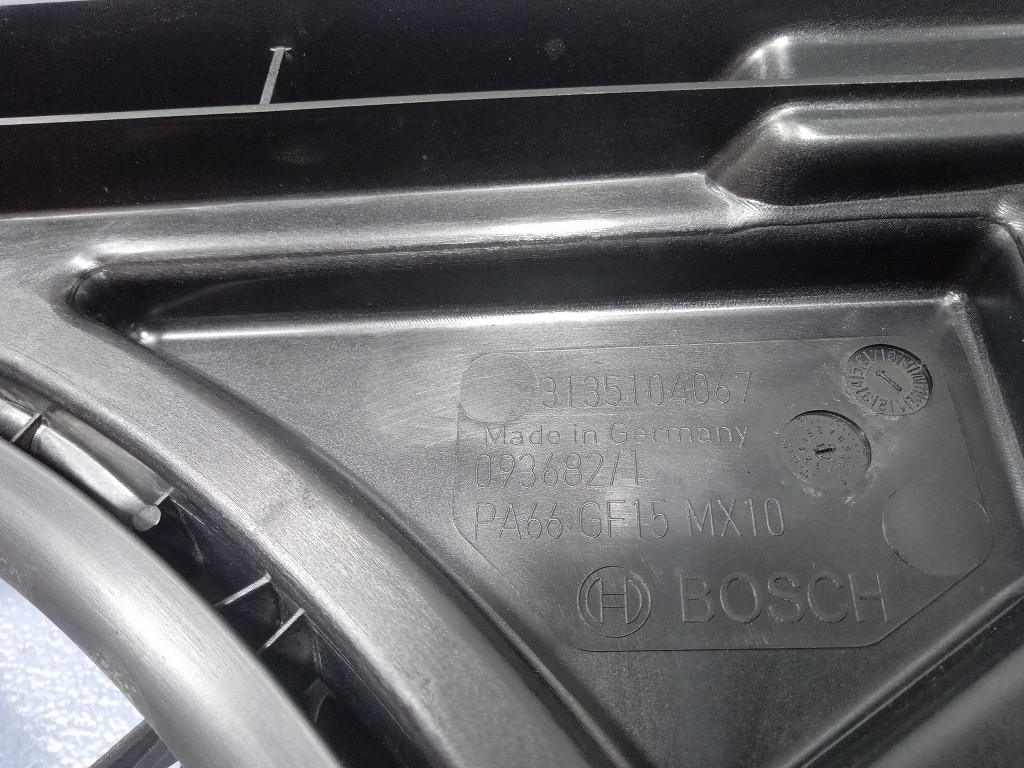 3135104067
Made in Germany
093682/1
PA66 GF15 MX10
BOSCH